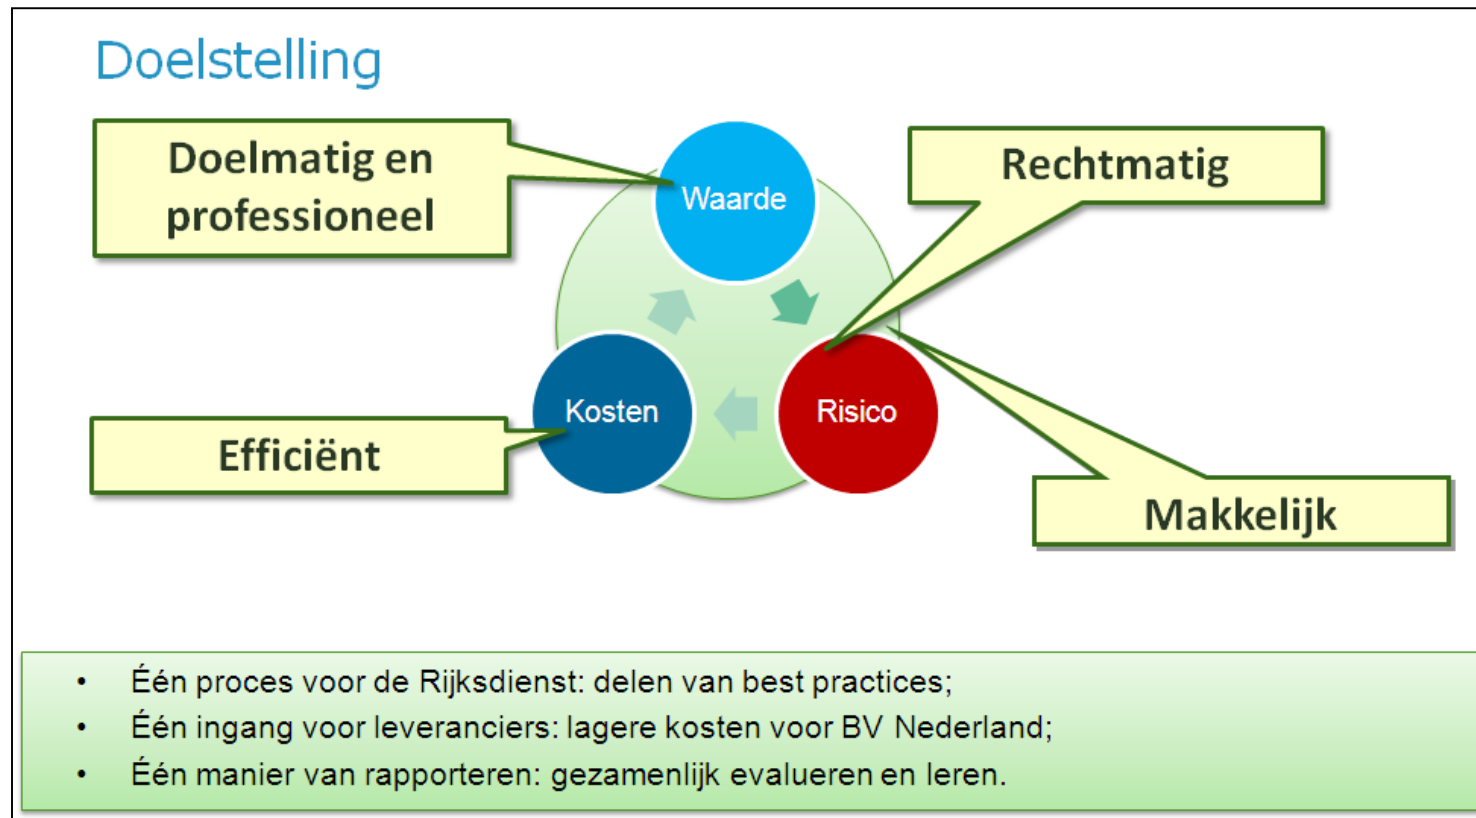 Doelstelling
Doelmatig en
professioneel
Waarde
Rechtmatig
Kosten
Risico
Efficiënt
Makkelijk
• Één proces voor de Rijksdienst: delen van best practices;
• Één ingang voor leveranciers: lagere kosten voor BV Nederland;
• Één manier van rapporteren: gezamenlijk evalueren en leren.